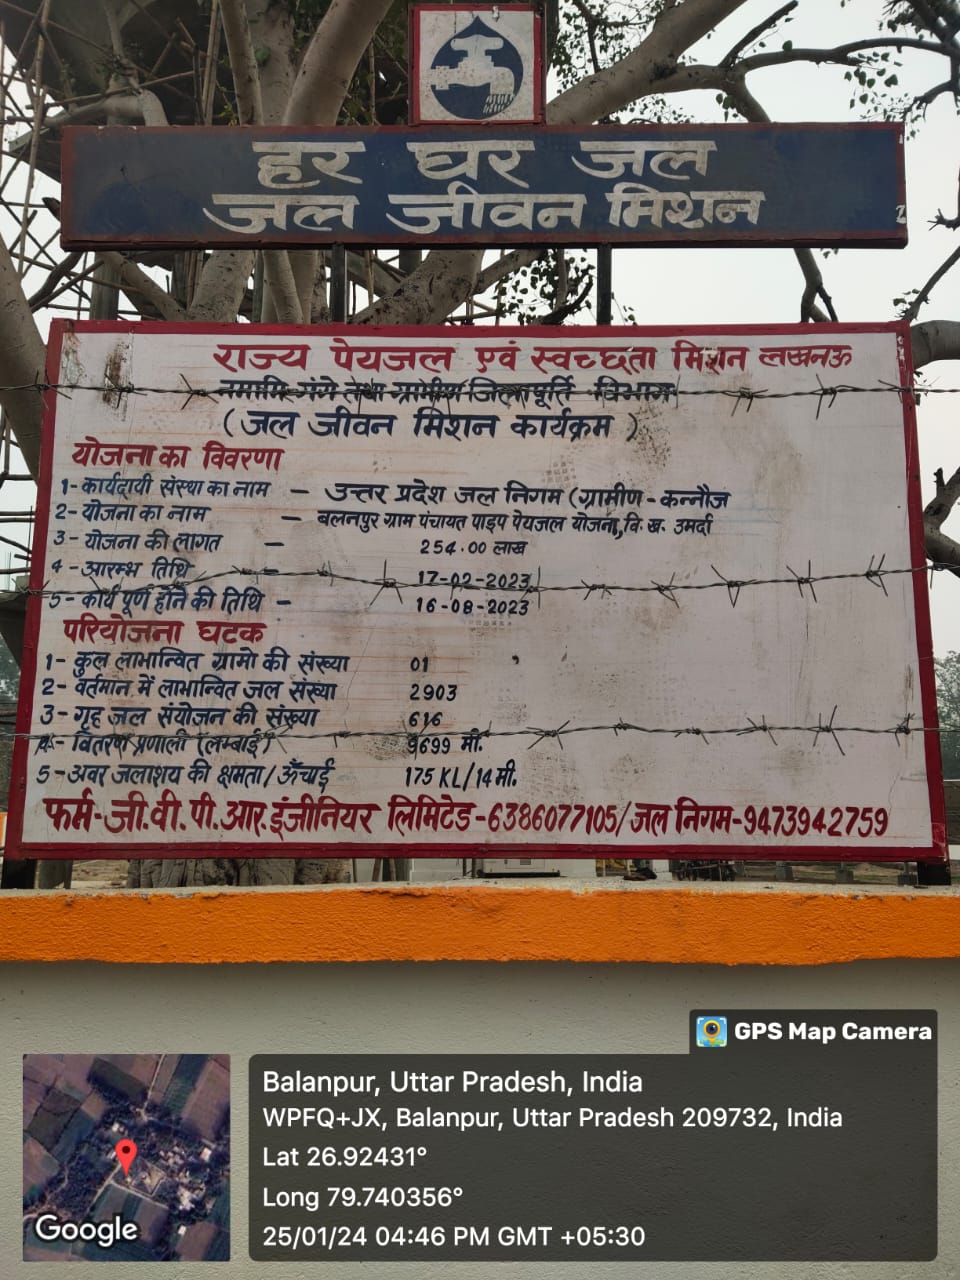 हर घर जल
जल जीवन मिशन
राज्य पेयजल एवं स्वच्छता मिशन लखनऊ
नमामि गंगे तथा ग्रामीण जिलापूर्ति विभाग
(जल जीवन मिशन कार्यक्रम )
योजना का विवरणा
1- कार्यदायी संस्था का नाम – उत्तर प्रदेश जल निगम (ग्रामीण - कन्नौज
2- योजना का नाम – बलनपुर ग्राम पंचायत पाइप पेयजल योजना, वि. ख. उमर्दा
3- योजना की लागत – 254.00 लाख
4- आरम्भ तिथि 17-02-2023
5- कार्य पूर्ण होने की तिथि – 16-08-2023
परियोजना घटक
1- कुल लाभान्वित ग्रामो की संख्या 01
2- वर्तमान में लाभान्वित जल संख्या 2903
3- गृह जल संयोजन की संख्या 616
4- वितरण प्रणाली (लम्बाई) 9699 मी.
5- अवर जलाशय की क्षमता/ऊँचाई 175 KL/14 मी.
फर्म-जी.वी.पी.आर.इंजीनियर लिमिटेड-6386077105/जल निगम-9473942759
GPS Map Camera
Balanpur, Uttar Pradesh, India
WPFQ+JX, Balanpur, Uttar Pradesh 209732, India
Lat 26.92431°
Long 79.740356°
25/01/24 04:46 PM GMT +05:30
Google